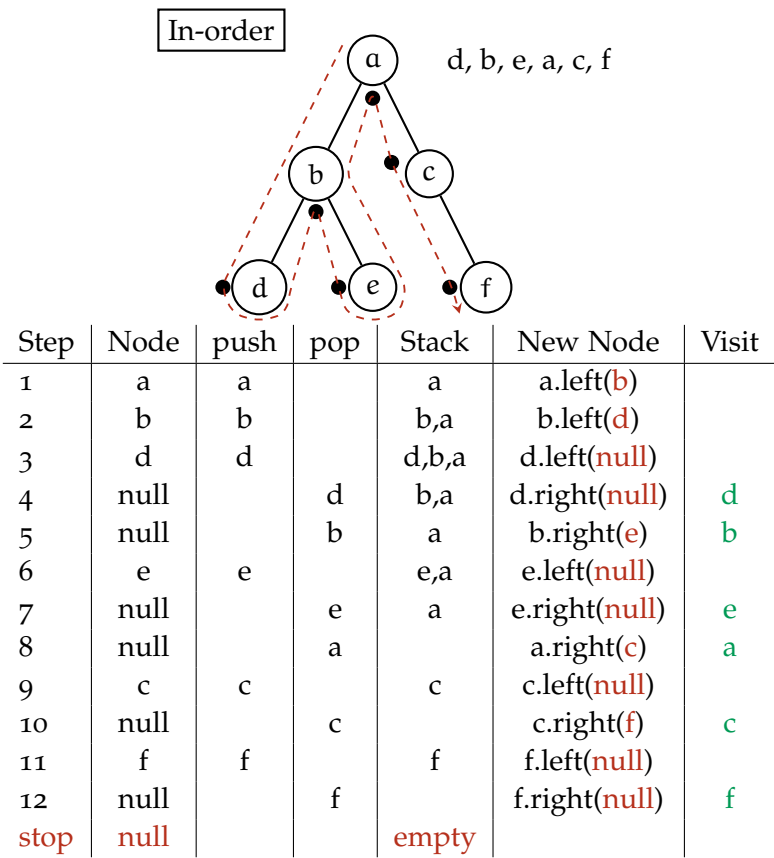 In-order
a
d, b, e, a, c, f
b
c
d
e
f
Step Node push pop Stack New Node Visit
1 a a a a.left(b)
2 b b b,a b.left(d)
3 d d d,b,a d.left(null)
4 null d b,a d.right(null) d
5 null b a b.right(e) b
6 e e e,a e.left(null)
7 null e a e.right(null) e
8 null a a.right(c) a
9 c c c c.left(null)
10 null c c.right(f) c
11 f f f f.left(null)
12 null f f.right(null) f
stop null empty